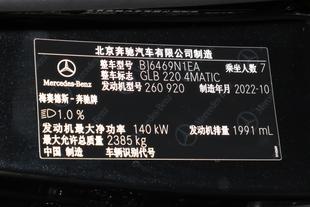 北京奔驰汽车有限公司制造
整车型号 BJ6469N1EA 乘坐人数 7
整车标志 GLB 220 4MATIC
Mercedes-Benz
发动机型号 260 920 制造年月 2022-10
梅赛德斯-奔驰牌
1.0 %
发动机最大净功率 140 kW 发动机排量 1991 mL
最大允许总质量 2385 kg
中国 制造 车辆识别代号